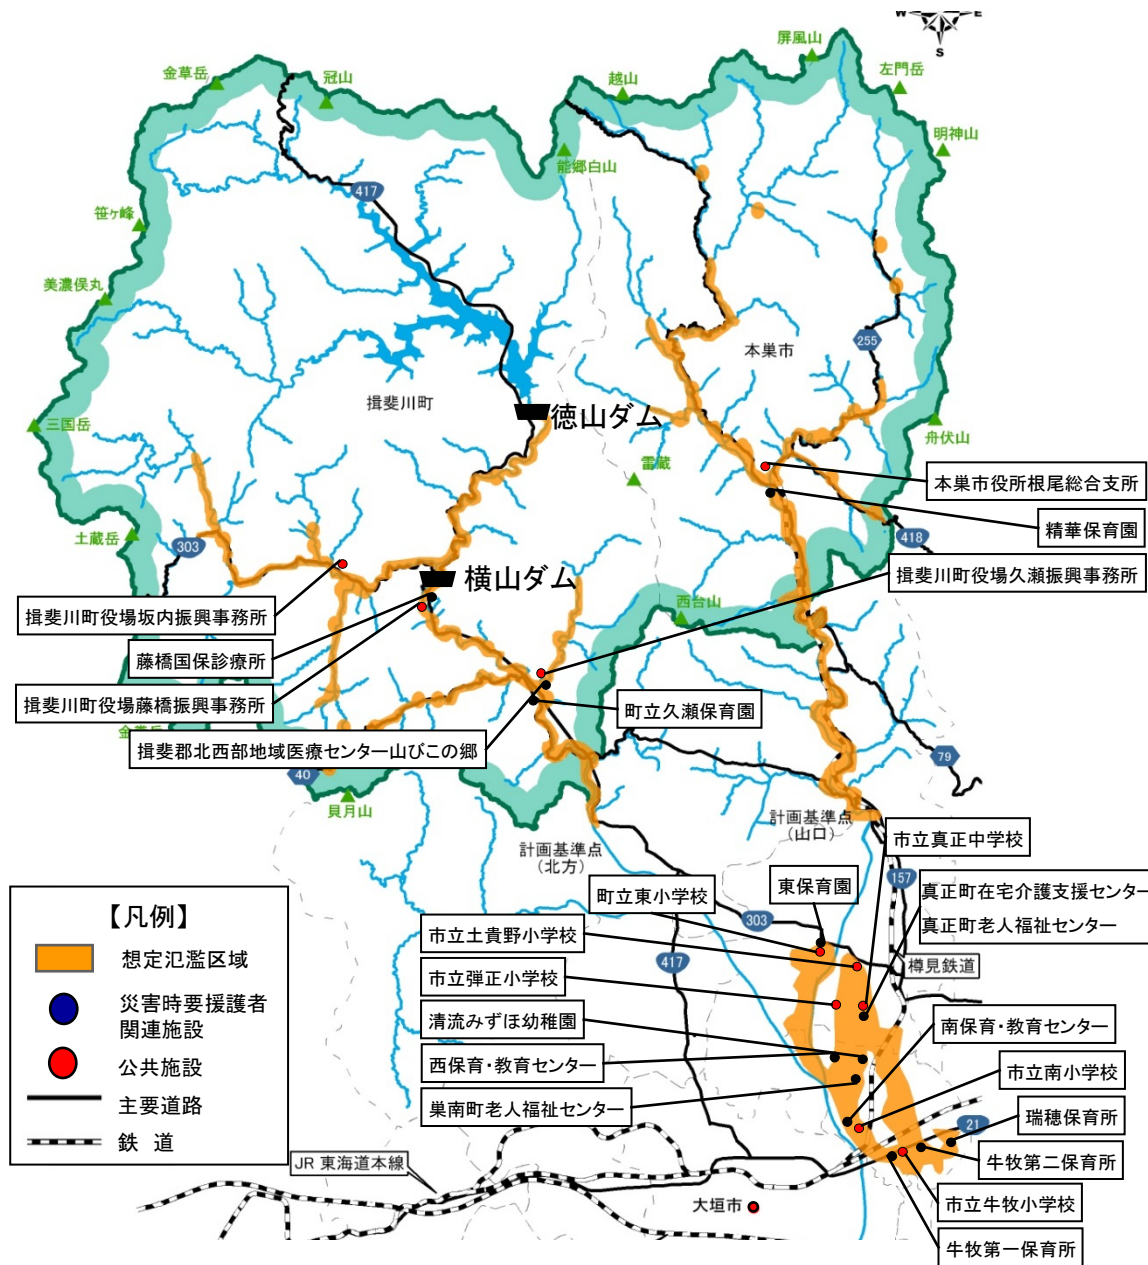 W E
S
屏風山
左門岳
金草岳
冠山
越山
明神山
能郷白山
417
笹ヶ峰
美濃俣丸
255
本巣市
揖斐川町
徳山ダム
三国岳
舟伏山
雷蔵
本巣市役所根尾総合支所
精華保育園
土蔵岳
303
418
揖斐川町役場久瀬振興事務所
横山ダム
揖斐川町役場坂内振興事務所
西台山
藤橋国保診療所
揖斐川町役場藤橋振興事務所
町立久瀬保育園
揖斐郡北西部地域医療センター山びこの郷
79
40
貝月山
計画基準点
(山口)
計画基準点
(北方)
市立真正中学校
157
真正町在宅介護支援センター
真正町老人福祉センター
東保育園
町立東小学校
303
市立土貴野小学校
417
樽見鉄道
市立弾正小学校
清流みずほ幼稚園
南保育・教育センター
西保育・教育センター
市立南小学校
巣南町老人福祉センター
瑞穂保育所
21
牛牧第二保育所
JR 東海道本線
市立牛牧小学校
大垣市
牛牧第一保育所
【凡例】
想定氾濫区域
災害時要援護者
関連施設
公共施設
主要道路
鉄 道